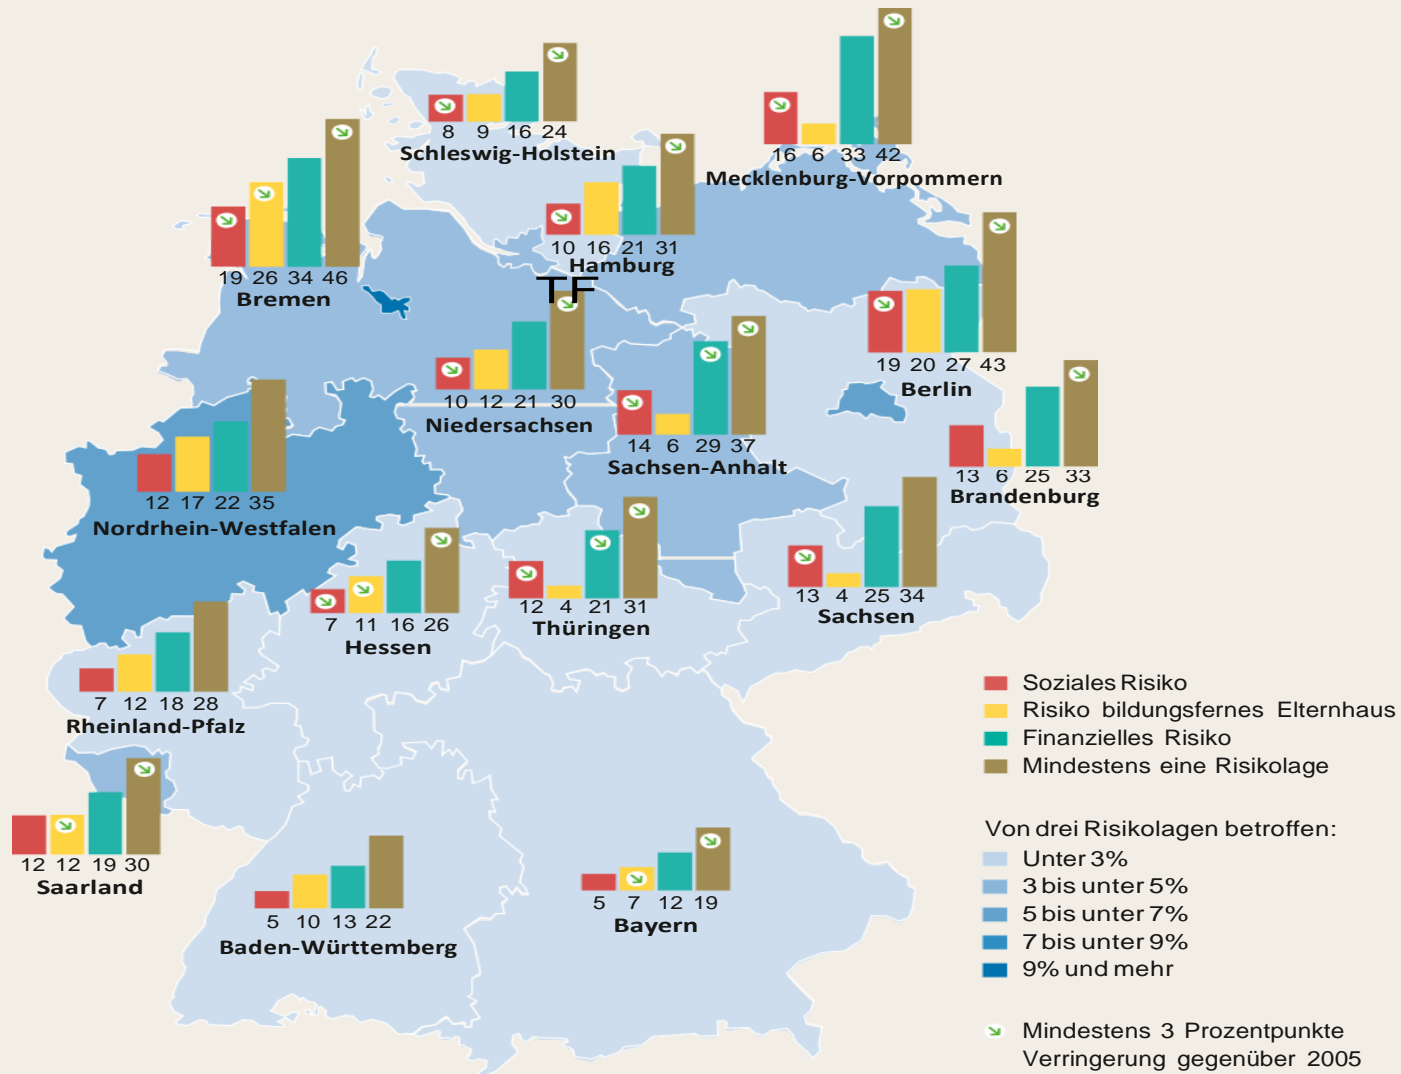 8 9 16 24
Schleswig-Holstein
16 6 33 42
Mecklenburg-Vorpommern
10 16 21 31
Hamburg
19 26 34 46
Bremen
TF
19 20 27 43
Berlin
10 12 21 30
Niedersachsen
14 6 29 37
Sachsen-Anhalt
13 6 25 33
Brandenburg
12 17 22 35
Nordrhein-Westfalen
7 11 16 26
Hessen
12 4 21 31
Thüringen
13 4 25 34
Sachsen
7 12 18 28
Rheinland-Pfalz
12 12 19 30
Saarland
5 10 13 22
Baden-Württemberg
5 7 12 19
Bayern
Soziales Risiko
Risiko bildungsfernes Elternhaus
Finanzielles Risiko
Mindestens eine Risikolage
Von drei Risikolagen betroffen:
Unter 3%
3 bis unter 5%
5 bis unter 7%
7 bis unter 9%
9% und mehr
Mindestens 3 Prozentpunkte
Verringerung gegenüber 2005